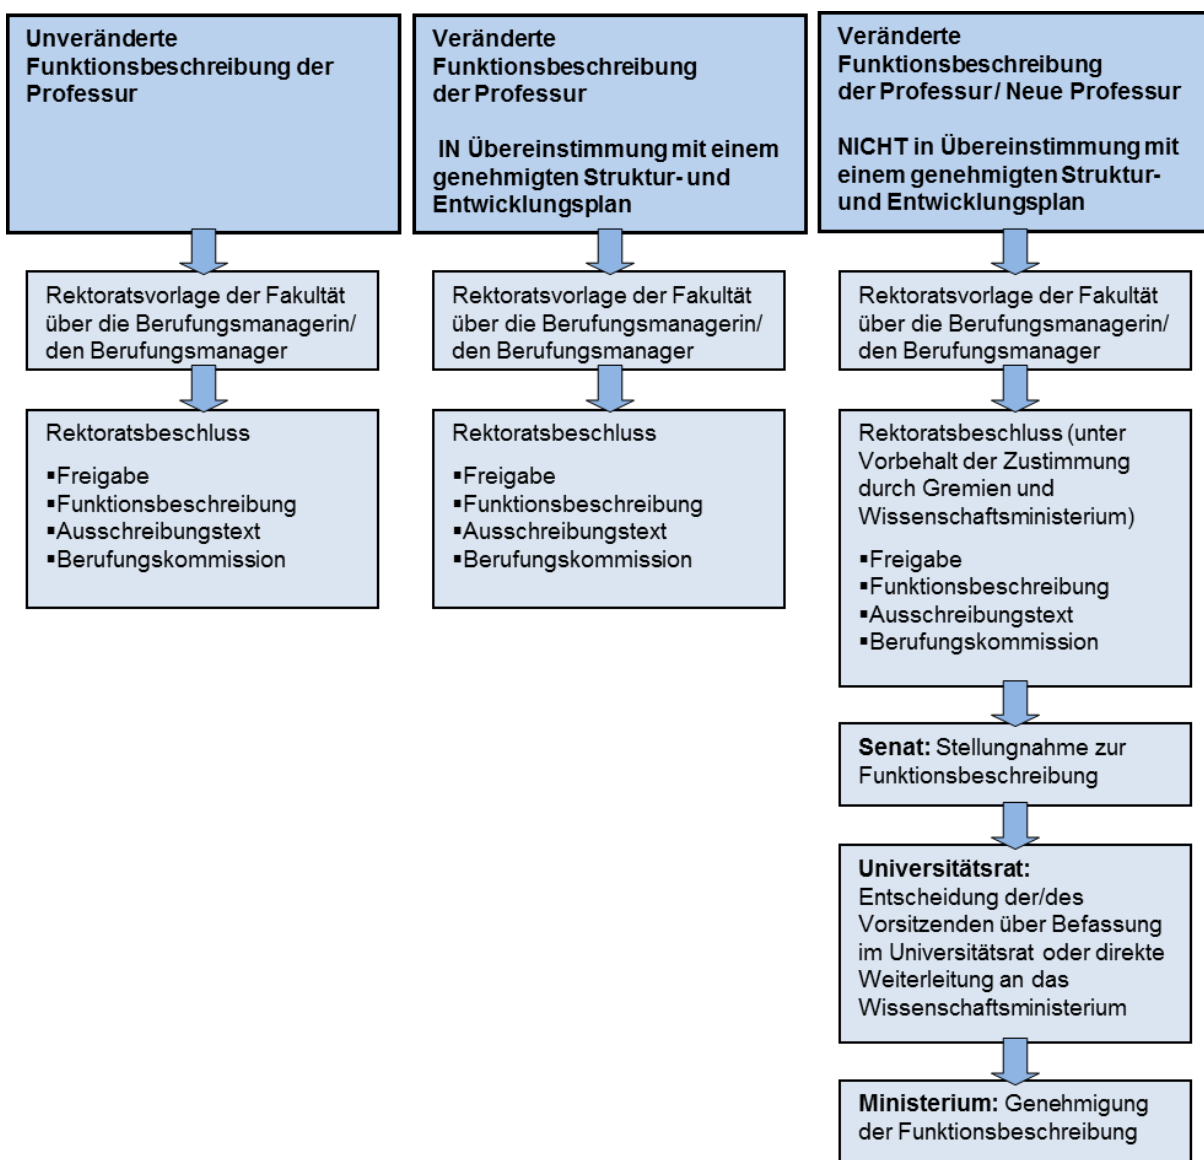 Unveränderte
Funktionsbeschreibung der
Professur
Rektoratsvorlage der Fakultät
über die Berufungsmanagerin/
den Berufungsmanager
Rektoratsbeschluss
▪Freigabe
▪Funktionsbeschreibung
▪Ausschreibungstext
▪Berufungskommission
Veränderte
Funktionsbeschreibung
der Professur
IN Übereinstimmung mit einem
genehmigten Struktur- und
Entwicklungsplan
Rektoratsvorlage der Fakultät
über die Berufungsmanagerin/
den Berufungsmanager
Rektoratsbeschluss
▪Freigabe
▪Funktionsbeschreibung
▪Ausschreibungstext
▪Berufungskommission
Veränderte
Funktionsbeschreibung
der Professur / Neue Professur
NICHT in Übereinstimmung mit
einem genehmigten Struktur-
und Entwicklungsplan
Rektoratsvorlage der Fakultät
über die Berufungsmanagerin/
den Berufungsmanager
Rektoratsbeschluss (unter
Vorbehalt der Zustimmung
durch Gremien und
Wissenschaftsministerium)
▪Freigabe
▪Funktionsbeschreibung
▪Ausschreibungstext
▪Berufungskommission
Senat: Stellungnahme zur
Funktionsbeschreibung
Universitätsrat:
Entscheidung der/des
Vorsitzenden über Befassung
im Universitätsrat oder direkte
Weiterleitung an das
Wissenschaftsministerium
Ministerium: Genehmigung
der Funktionsbeschreibung